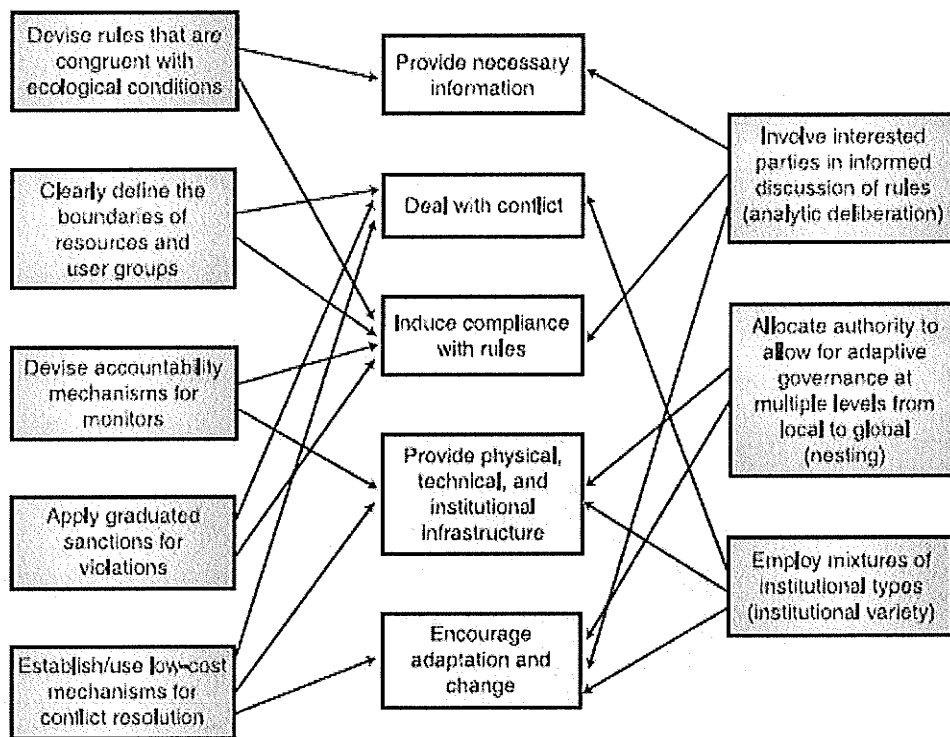 Devise rules that are
congruent with
ecological conditions
Clearly define the
boundaries of
resources and
user groups
Devise accountability
mechanisms for
monitors
Apply graduated
sanctions for
violations
Establish/use low-cost
mechanisms for
conflict resolution
Provide necessary
information
Deal with conflict
Induce compliance
with rules
Provide physical,
technical, and
institutional
infrastructure
Encourage
adaptation and
change
Involve interested
parties in informed
discussion of rules
(analytic deliberation)
Allocate authority to
allow for adaptive
governance at
multiple levels from
local to global
(nesting)
Employ mixtures of
institutional types
(institutional variety)